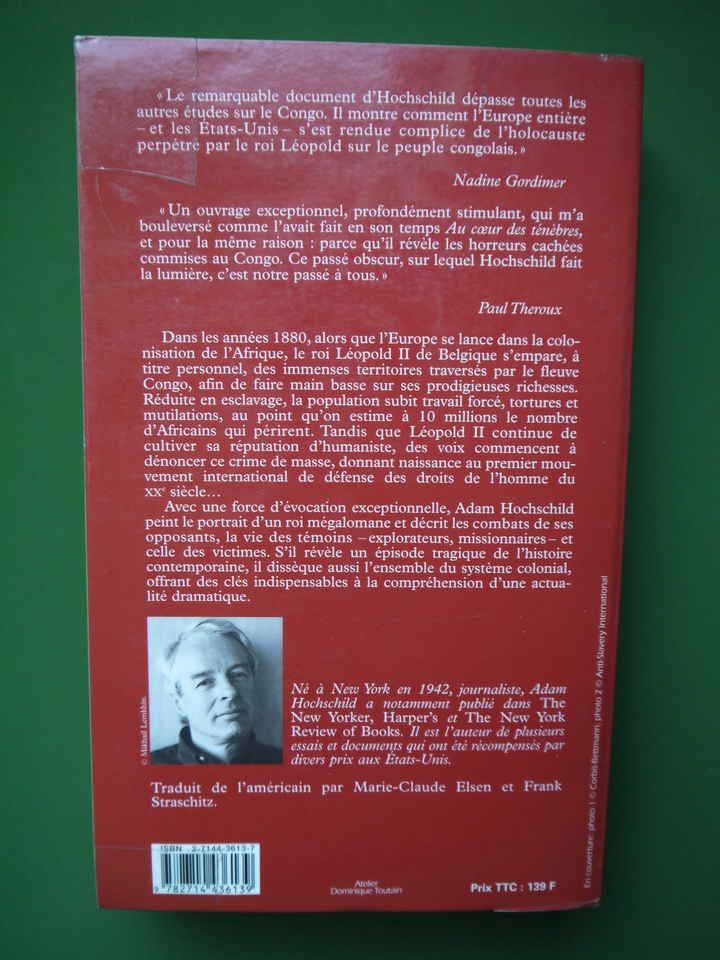 « Le remarquable document d'Hochschild dépasse toutes les
autres études sur le Congo. Il montre comment l'Europe entière
– et les États-Unis – s'est rendue complice de l'holocauste
perpétré par le roi Léopold sur le peuple congolais. »
Nadine Gordimer
« Un ouvrage exceptionnel, profondément stimulant, qui m'a
bouleversé comme l'avait fait en son temps Au cœur des ténèbres,
et pour la même raison : parce qu'il révèle les horreurs cachées
commises au Congo. Ce passé obscur, sur lequel Hochschild fait
la lumière, c'est notre passé à tous. »
Paul Theroux
Dans les années 1880, alors que l'Europe se lance dans la colo-
nisation de l'Afrique, le roi Léopold II de Belgique s'empare, à
titre personnel, des immenses territoires traversés par le fleuve
Congo, afin de faire main basse sur ses prodigieuses richesses.
Réduite en esclavage, la population subit travail forcé, tortures et
mutilations, au point qu'on estime à 10 millions le nombre
d'Africains qui périrent. Tandis que Léopold II continue de
cultiver sa réputation d'humaniste, des voix commencent à
dénoncer ce crime de masse, donnant naissance au premier mou-
vement international de défense des droits de l'homme du
XXe siècle...
Avec une force d'évocation exceptionnelle, Adam Hochschild
peint le portrait d'un roi mégalomane et décrit les combats de ses
opposants, la vie des témoins – explorateurs, missionnaires – et
celle des victimes. S'il révèle un épisode tragique de l'histoire
contemporaine, il dissèque aussi l'ensemble du système colonial,
offrant des clés indispensables à la compréhension d'une actua-
lité dramatique.
© Mikhaïl Lemkhin.
Né à New York en 1942, journaliste, Adam
Hochschild a notamment publié dans The
New Yorker, Harper's et The New York
Review of Books. Il est l'auteur de plusieurs
essais et documents qui ont été récompensés par
divers prix aux États-Unis.
Traduit de l'américain par Marie-Claude Elsen et Frank
Straschitz.
ISBN 2-7144-3613-7
9 782714 436139
Atelier
Dominique Toutain
Prix TTC : 139 F
En couverture: photo 1 © Corbis-Bettmann, photo 2 © Anti-Slavery International